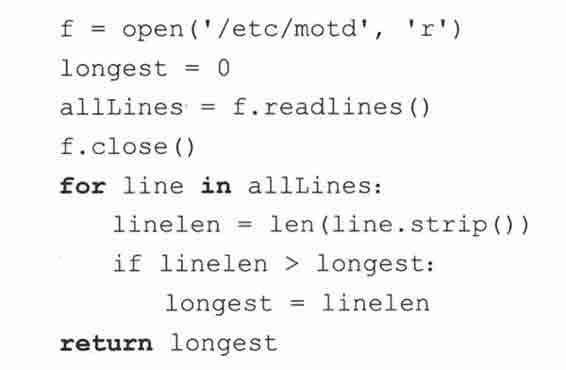 f = open('/etc/motd', 'r')
longest = 0
allLines = f.readlines()
f.close()
for line in allLines:
    linelen = len(line.strip())
    if linelen > longest:
        longest = linelen
return longest